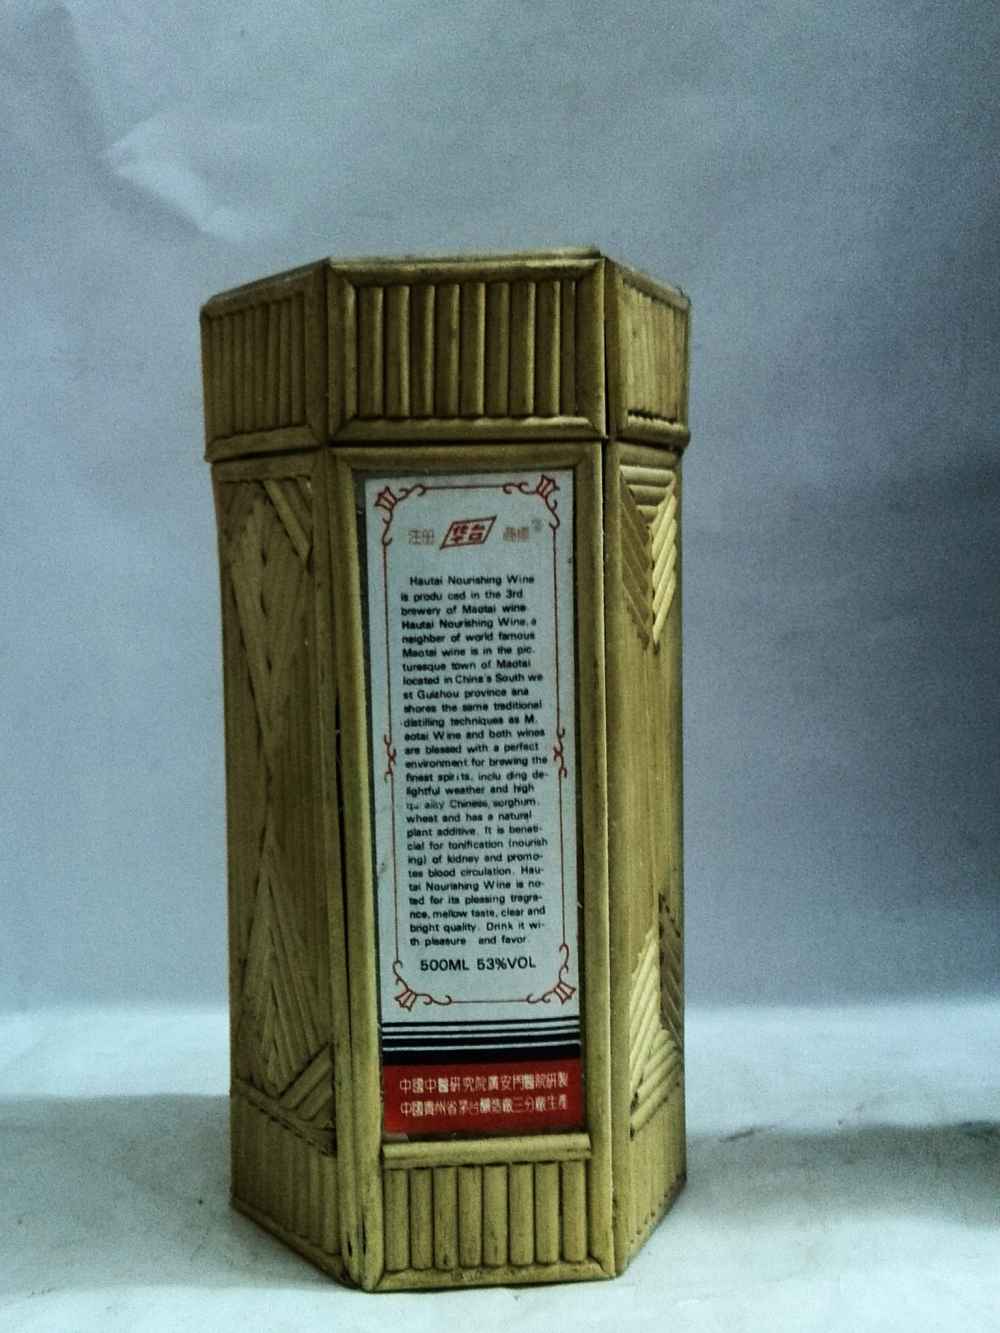 注册 华台 商标
Hautai Nourishing Wine
is produ ced in the 3rd
brewery of Maotai wine.
Hautai Nourishing Wine, a
neighber of world famous
Maotai wine is in the pic-
turesque town of Maotai
located in China's South we
st Guizhou province ana
shores the same traditional
distilling techniques as M.
aotai Wine and both wines
are blessed with a perfect
environment for brewing the
finest spirits, inclu ding de-
lightful weather and high
Chinese, sorghum.
wheat and has a natural
plant additive. It is benefi-
cial for tonification (nourish
ing) of kidney and promo-
tes blood circulation. Hau-
tai Nourishing Wine is no-
ted for its pleasing fragra-
nce, mellow taste, clear and
bright quality. Drink it wi-
th pleasure and favor.
500ML 53%VOL
中國中醫研究院廣安門醫院研製
中國貴州省茅台釀造廠三分廠生產